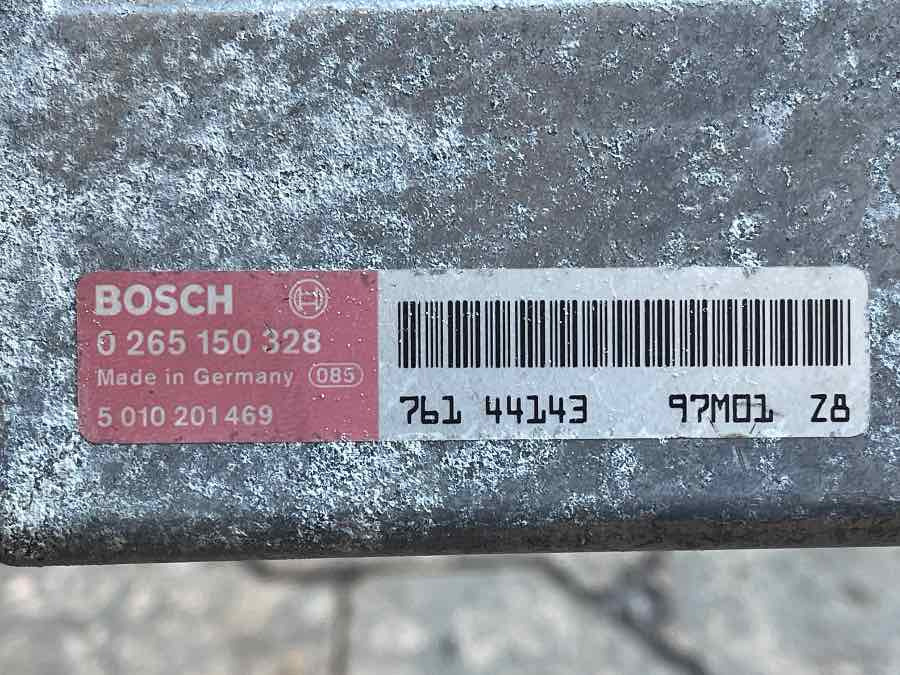 BOSCH
0 265 150 328
Made in Germany 085
5 010 201 469
761 44143 97M01 Z8